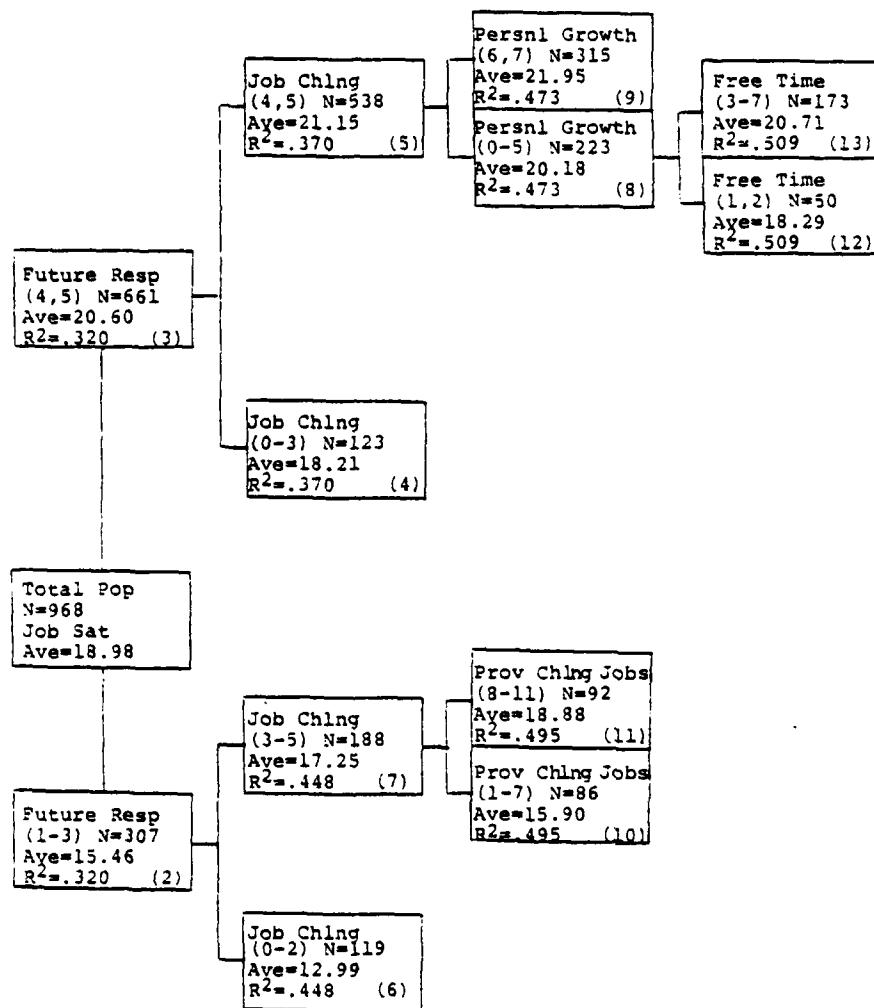 Persnl Growth
(6,7) N=315
Ave=21.95
R²=.473 (9)
Job Chlng
(4,5) N=538
Ave=21.15
R²=.370 (5)
Persnl Growth
(0-5) N=223
Ave=20.18
R²=.473 (8)
Free Time
(3-7) N=173
Ave=20.71
R²=.509 (13)
Free Time
(1,2) N=50
Ave=18.29
R²=.509 (12)
Future Resp
(4,5) N=661
Ave=20.60
R²=.320 (3)
Job Chlng
(0-3) N=123
Ave=18.21
R²=.370 (4)
Total Pop
N=968
Job Sat
Ave=18.98
Prov Chlng Jobs
(8-11) N=92
Ave=18.88
R²=.495 (11)
Job Chlng
(3-5) N=188
Ave=17.25
R²=.448 (7)
Prov Chlng Jobs
(1-7) N=86
Ave=15.90
R²=.495 (10)
Future Resp
(1-3) N=307
Ave=15.46
R²=.320 (2)
Job Chlng
(0-2) N=119
Ave=12.99
R²=.448 (6)